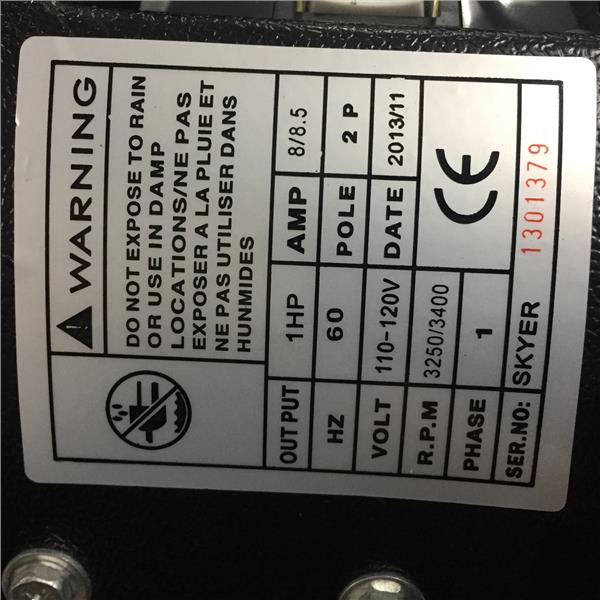 WARNING
DO NOT EXPOSE TO RAIN
OR USE IN DAMP
LOCATIONS/NE PAS
EXPOSER A LA PLUIE ET
NE PAS UTILISER DANS
HUNMIDES
OUT PUT 1HP AMP 8/8.5
HZ 60 POLE 2 P
VOLT 110-120V DATE 2013/11
R.P.M 3250/3400 CE
PHASE 1
SER.NO: SKYER 1301379